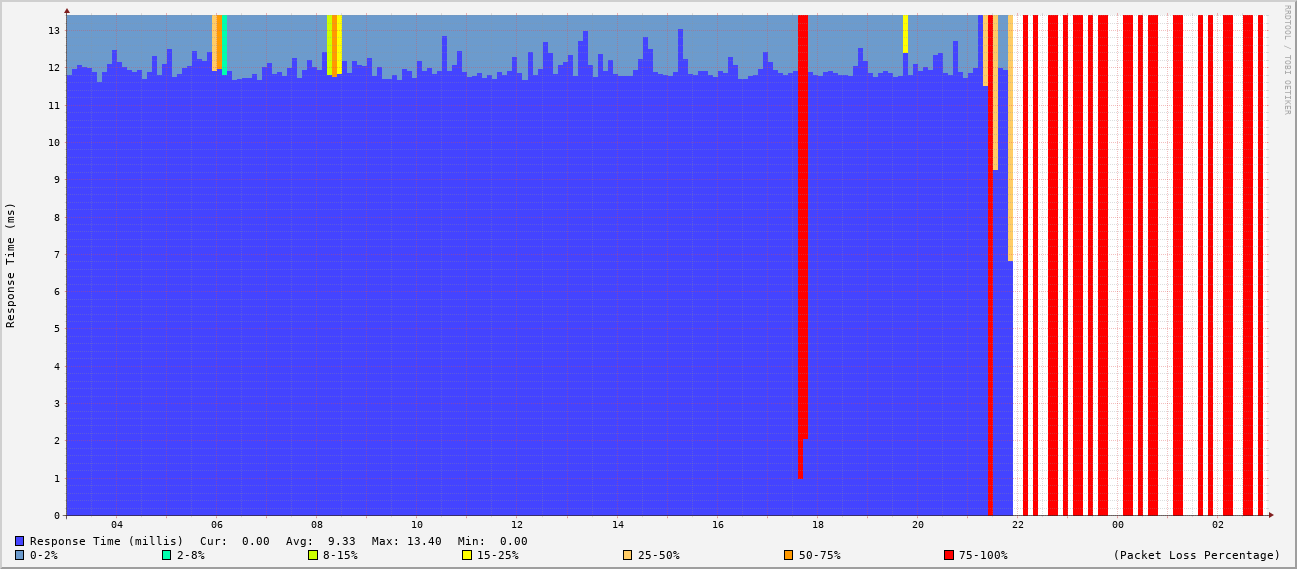 RRDTOOL / TOBI OETIKER
Response Time (ms)
13
12
11
10
9
8
7
6
5
4
3
2
1
0
04 06 08 10 12 14 16 18 20 22 00 02
Response Time (millis) Cur: 0.00 Avg: 9.33 Max: 13.40 Min: 0.00
0-2% 2-8% 8-15% 15-25% 25-50% 50-75% 75-100% (Packet Loss Percentage)